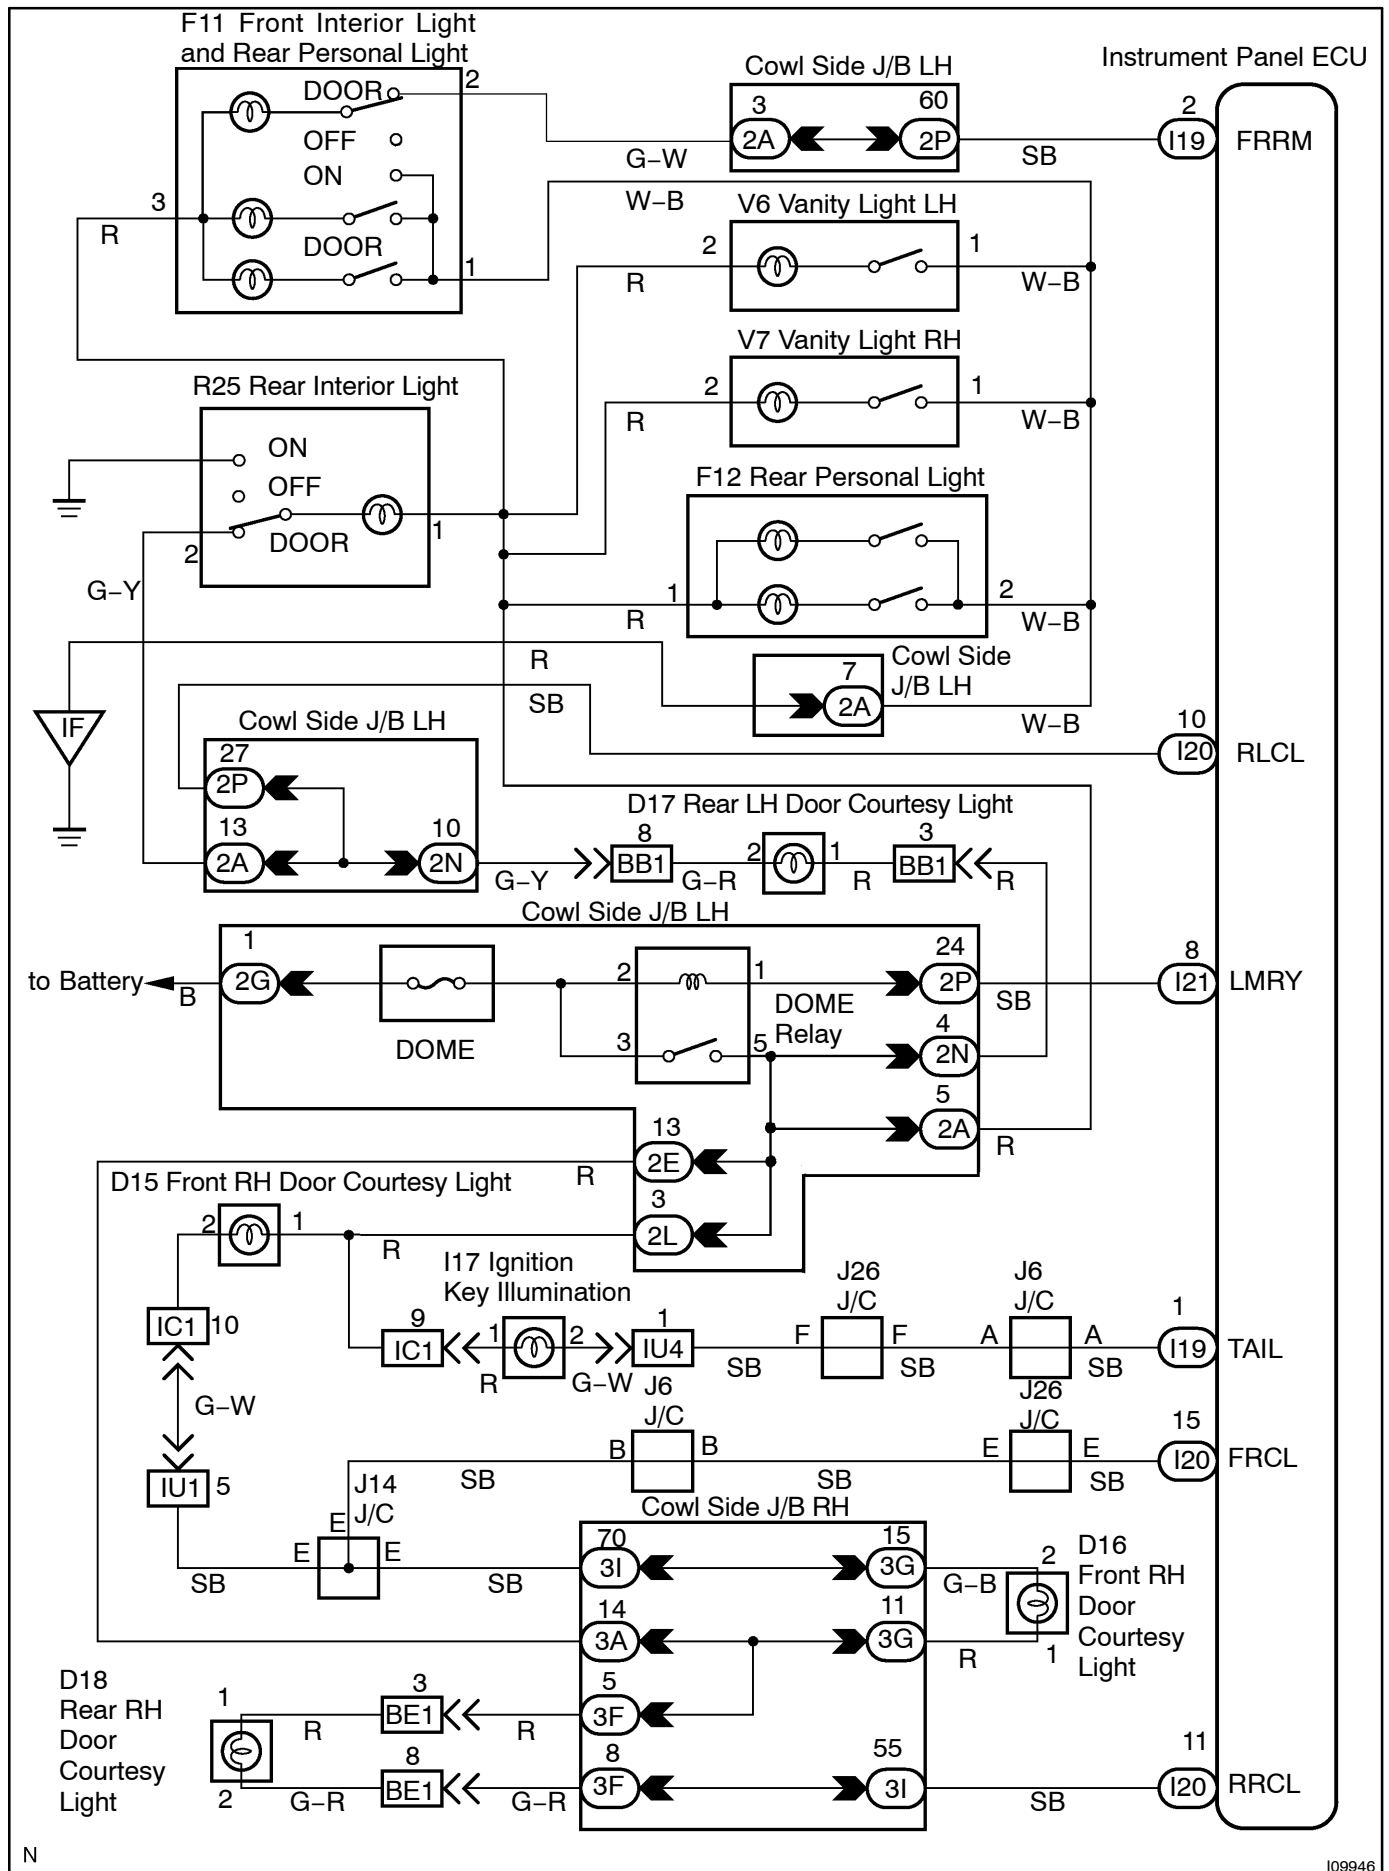 F11 Front Interior Light
and Rear Personal Light
Instrument Panel ECU
Cowl Side J/B LH
DOOR
2
3
60
2
2A
2P
I19
FRRM
OFF
G–W
SB
ON
W–B
3
R
V6 Vanity Light LH
DOOR
2
1
1
R
W–B
V7 Vanity Light RH
R25 Rear Interior Light
2
1
R
W–B
ON
F12 Rear Personal Light
OFF
DOOR
1
2
G–Y
1
2
R
W–B
R
Cowl Side
J/B LH
7
2A
SB
W–B
IF
Cowl Side J/B LH
10
I20
RLCL
27
2P
D17 Rear LH Door Courtesy Light
13
10
8
3
2A
2N
BB1
2
1
BB1
G–Y
G–R
R
R
Cowl Side J/B LH
1
24
8
to Battery
B
2G
2
1
2P
SB
I21
LMRY
DOME
DOME
Relay
4
3
5
2N
5
2A
R
13
R
2E
D15 Front RH Door Courtesy Light
3
2
1
R
2L
I17 Ignition
Key Illumination
J26
J/C
J6
J/C
1
IC1
10
9
IC1
1
2
1
IU4
F
F
A
A
I19
TAIL
R
G–W
SB
SB
SB
G–W
J6
J/C
J26
J/C
15
B
B
E
E
I20
FRCL
SB
SB
SB
IU1
5
J14
J/C
Cowl Side J/B RH
E
70
15
2
D16
Front RH
Door
Courtesy
Light
E
E
3I
3G
SB
SB
G–B
14
11
3A
3G
R
1
D18
Rear RH
Door
Courtesy
Light
1
3
5
R
BE1
R
3F
8
8
55
11
2
G–R
BE1
G–R
3F
3I
SB
I20
RRCL
N
I09946